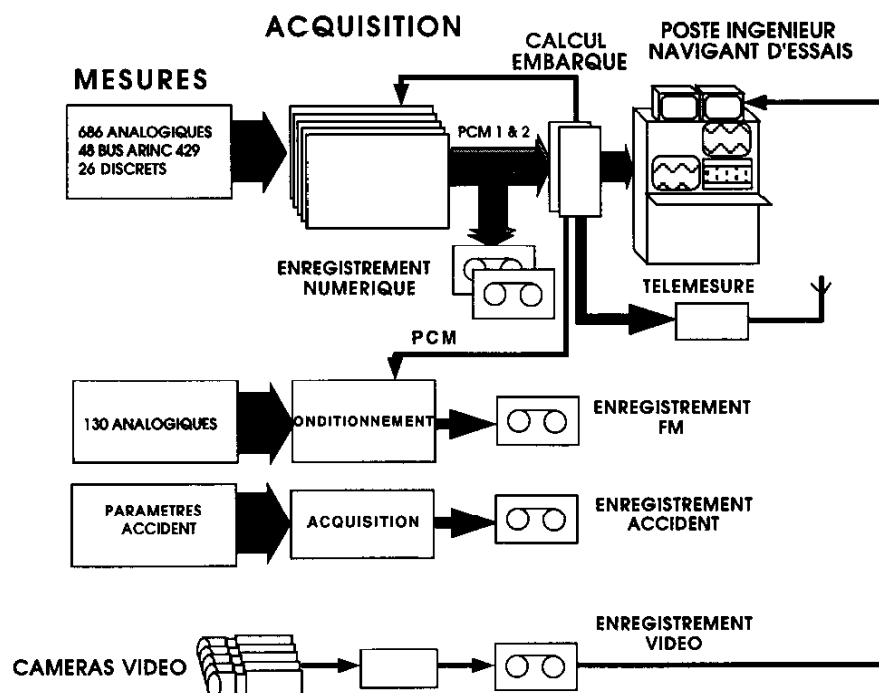 ACQUISITION
POSTE INGENIEUR
NAVIGANT D'ESSAIS
CALCUL
EMBARQUE
MESURES
686 ANALOGIQUES
48 BUS ARINC 429
26 DISCRETS
PCM 1 & 2
ENREGISTREMENT
NUMERIQUE
TELEMESURE
PCM
130 ANALOGIQUES
ONDITIONNEMENT
ENREGISTREMENT
FM
PARAMETRES
ACCIDENT
ACQUISITION
ENREGISTREMENT
ACCIDENT
ENREGISTREMENT
VIDEO
CAMERAS VIDEO